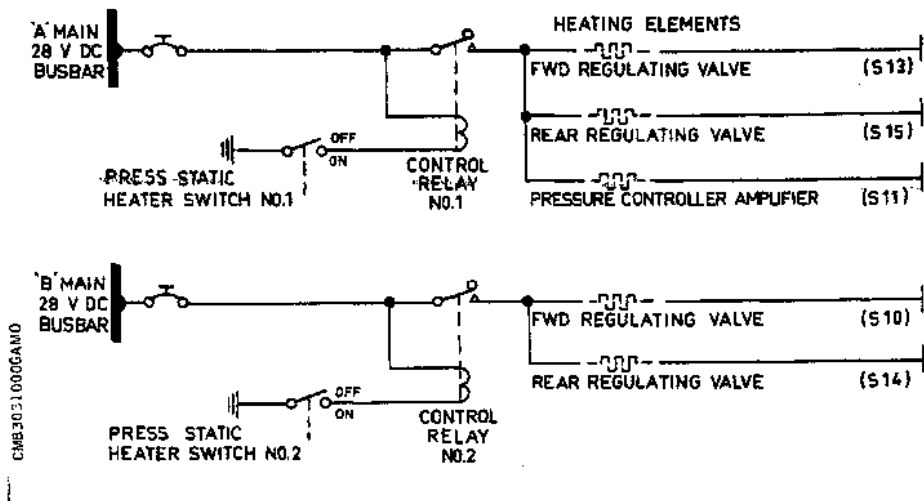 'A' MAIN
28 V DC
BUSBAR
HEATING ELEMENTS
FWD REGULATING VALVE (S13)
REAR REGULATING VALVE (S15)
PRESSURE CONTROLLER AMPLIFIER (S11)
OFF
ON
PRESS STATIC
HEATER SWITCH NO.1
CONTROL
RELAY
NO.1
'B' MAIN
28 V DC
BUSBAR
FWD REGULATING VALVE (S10)
REAR REGULATING VALVE (S14)
OFF
ON
PRESS STATIC
HEATER SWITCH NO.2
CONTROL
RELAY
NO.2